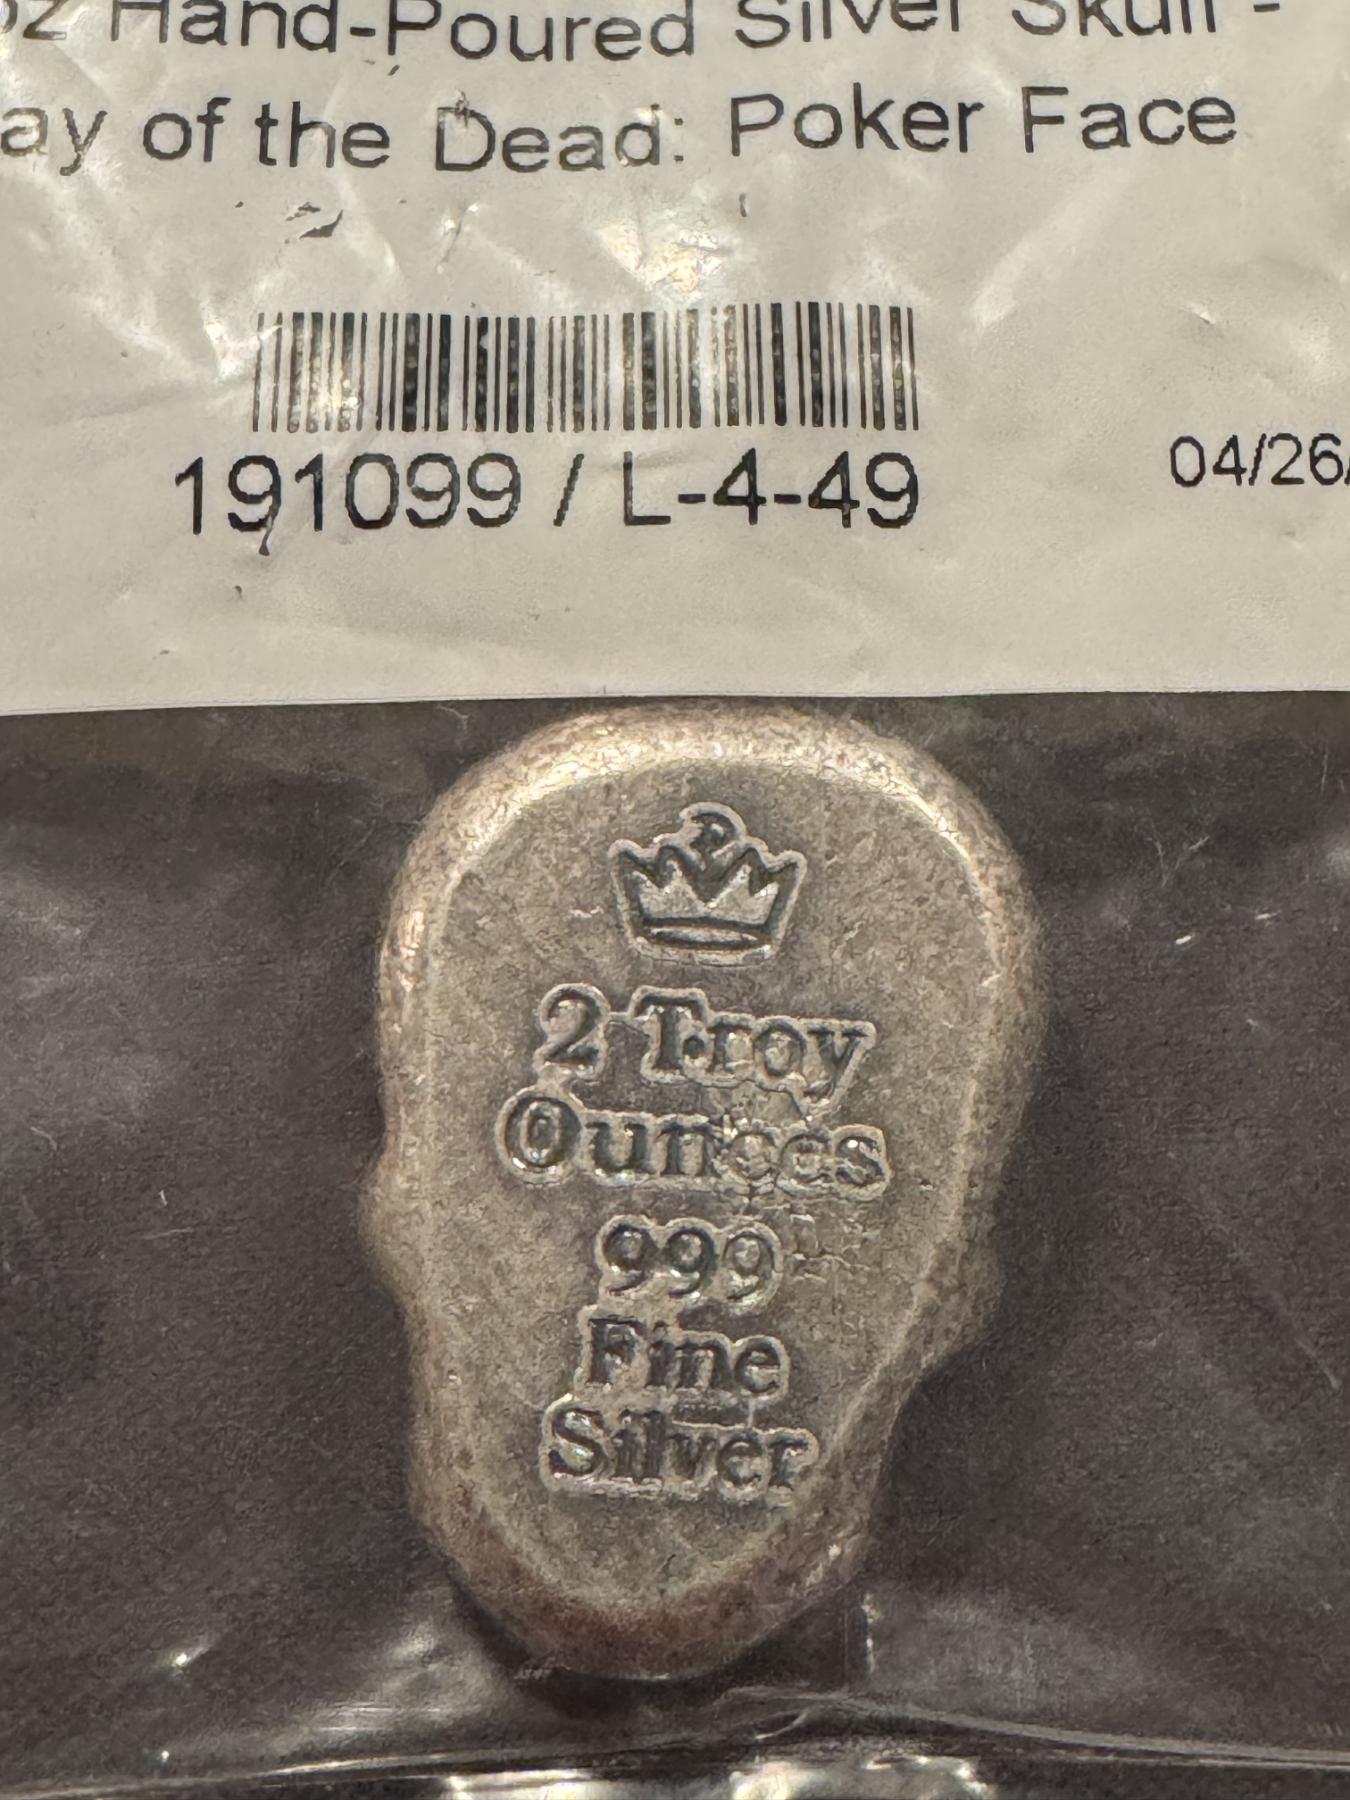 oz Hand-Poured Silver Skull -
ay of the Dead: Poker Face
191099 / L-4-49
04/26/
P
2 Troy
Ounces
999
Fine
Silver